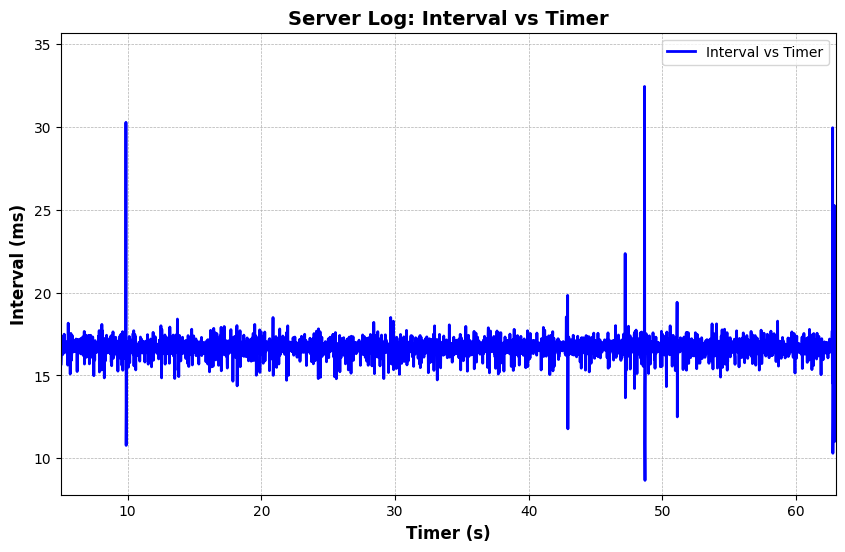 Server Log: Interval vs Timer
Interval vs Timer
Interval (ms)
35
30
25
20
15
10
10 20 30 40 50 60
Timer (s)